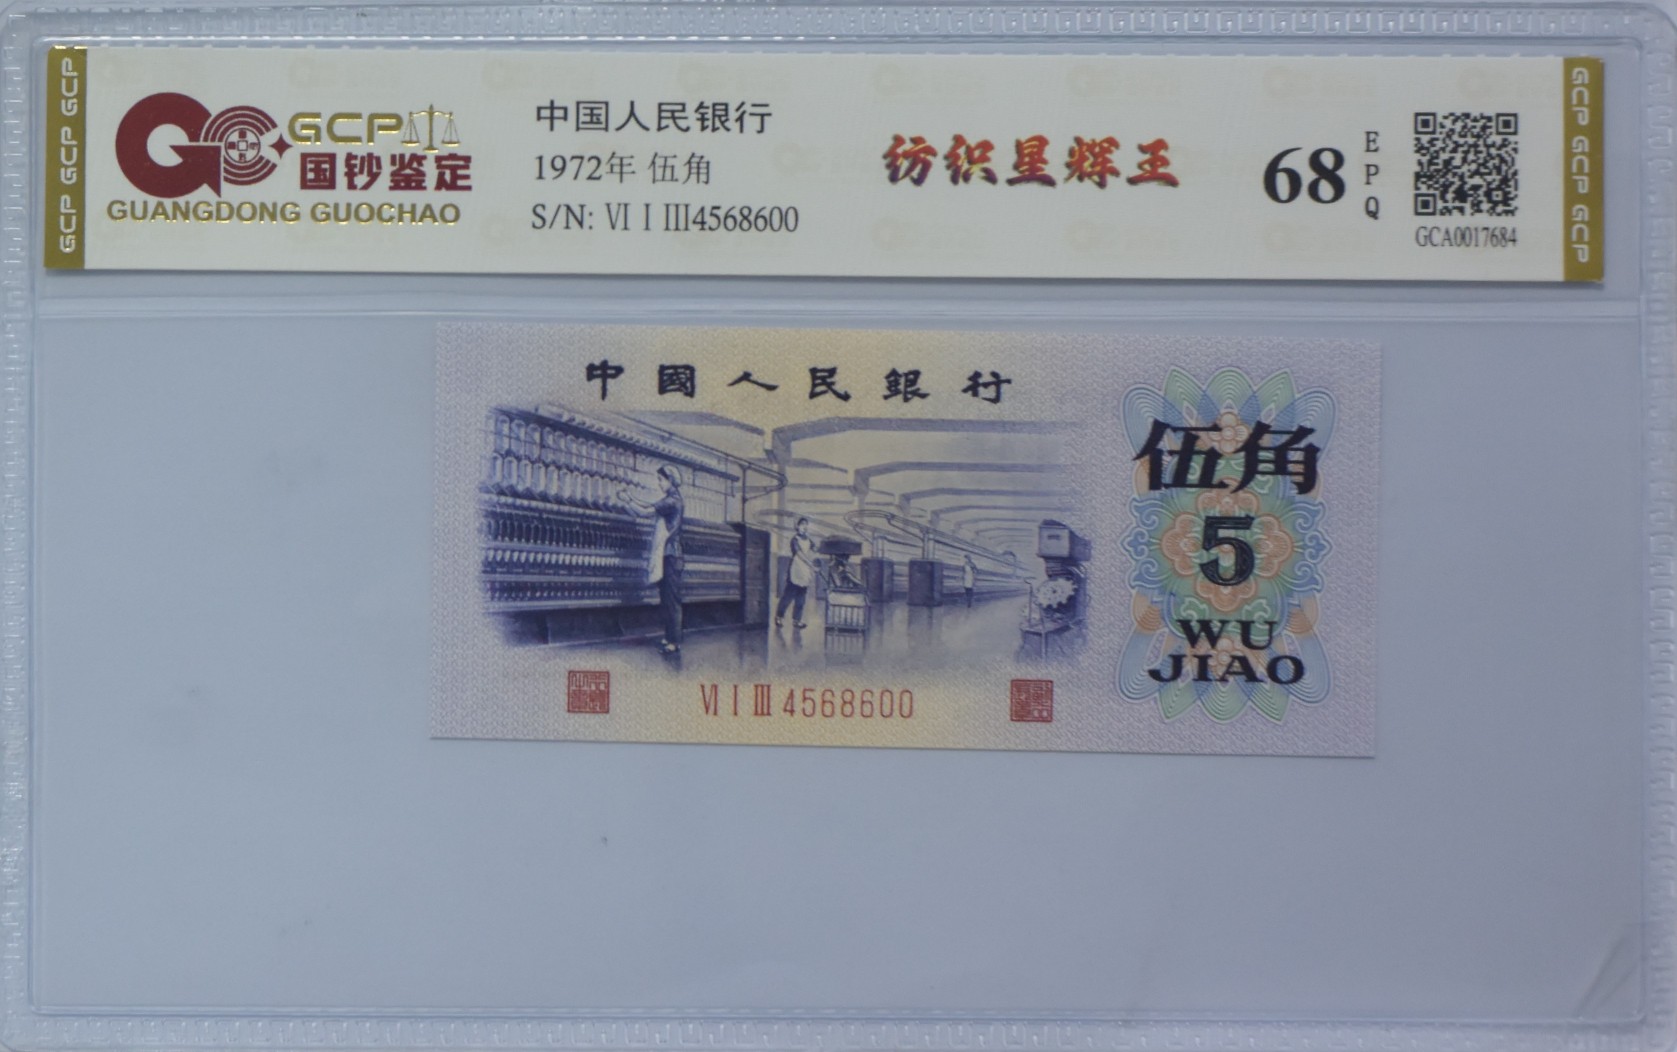 GCP GCP GCP
GCP
国钞鉴定
GUANGDONG GUOCHAO
中国人民银行
1972年 伍角
S/N: Ⅵ Ⅰ Ⅲ4568600
纺织星辉王
68
EPQ
GCA0017684
GCP GCP GCP
中國人民銀行
伍角
5
WU
JIAO
Ⅵ Ⅰ Ⅲ 4568600